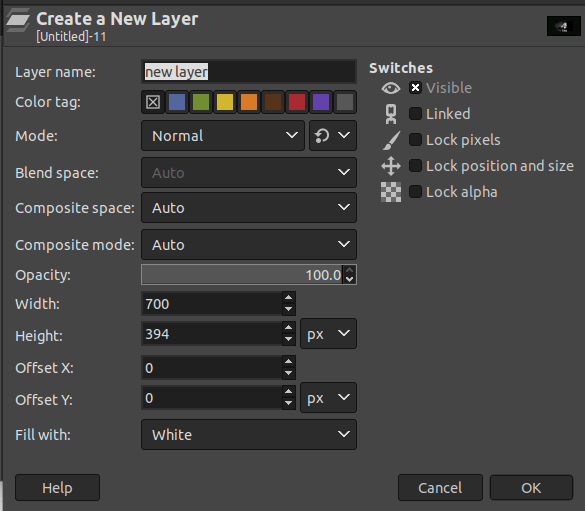 Create a New Layer
[Untitled]-11
Layer name: new layer
Color tag:
Mode: Normal
Blend space: Auto
Composite space: Auto
Composite mode: Auto
Opacity: 100.0
Width: 700
Height: 394 px
Offset X: 0
Offset Y: 0 px
Fill with: White
Switches
Visible
Linked
Lock pixels
Lock position and size
Lock alpha
Help Cancel OK